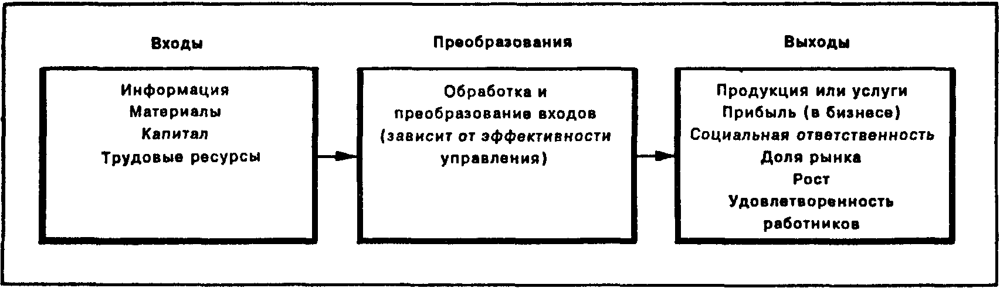 Входы
Информация
Материалы
Капитал
Трудовые ресурсы
Преобразования
Обработка и
преобразование входов
(зависит от эффективности
управления)
Выходы
Продукция или услуги
Прибыль (в бизнесе)
Социальная ответственность
Доля рынка
Рост
Удовлетворенность
работников